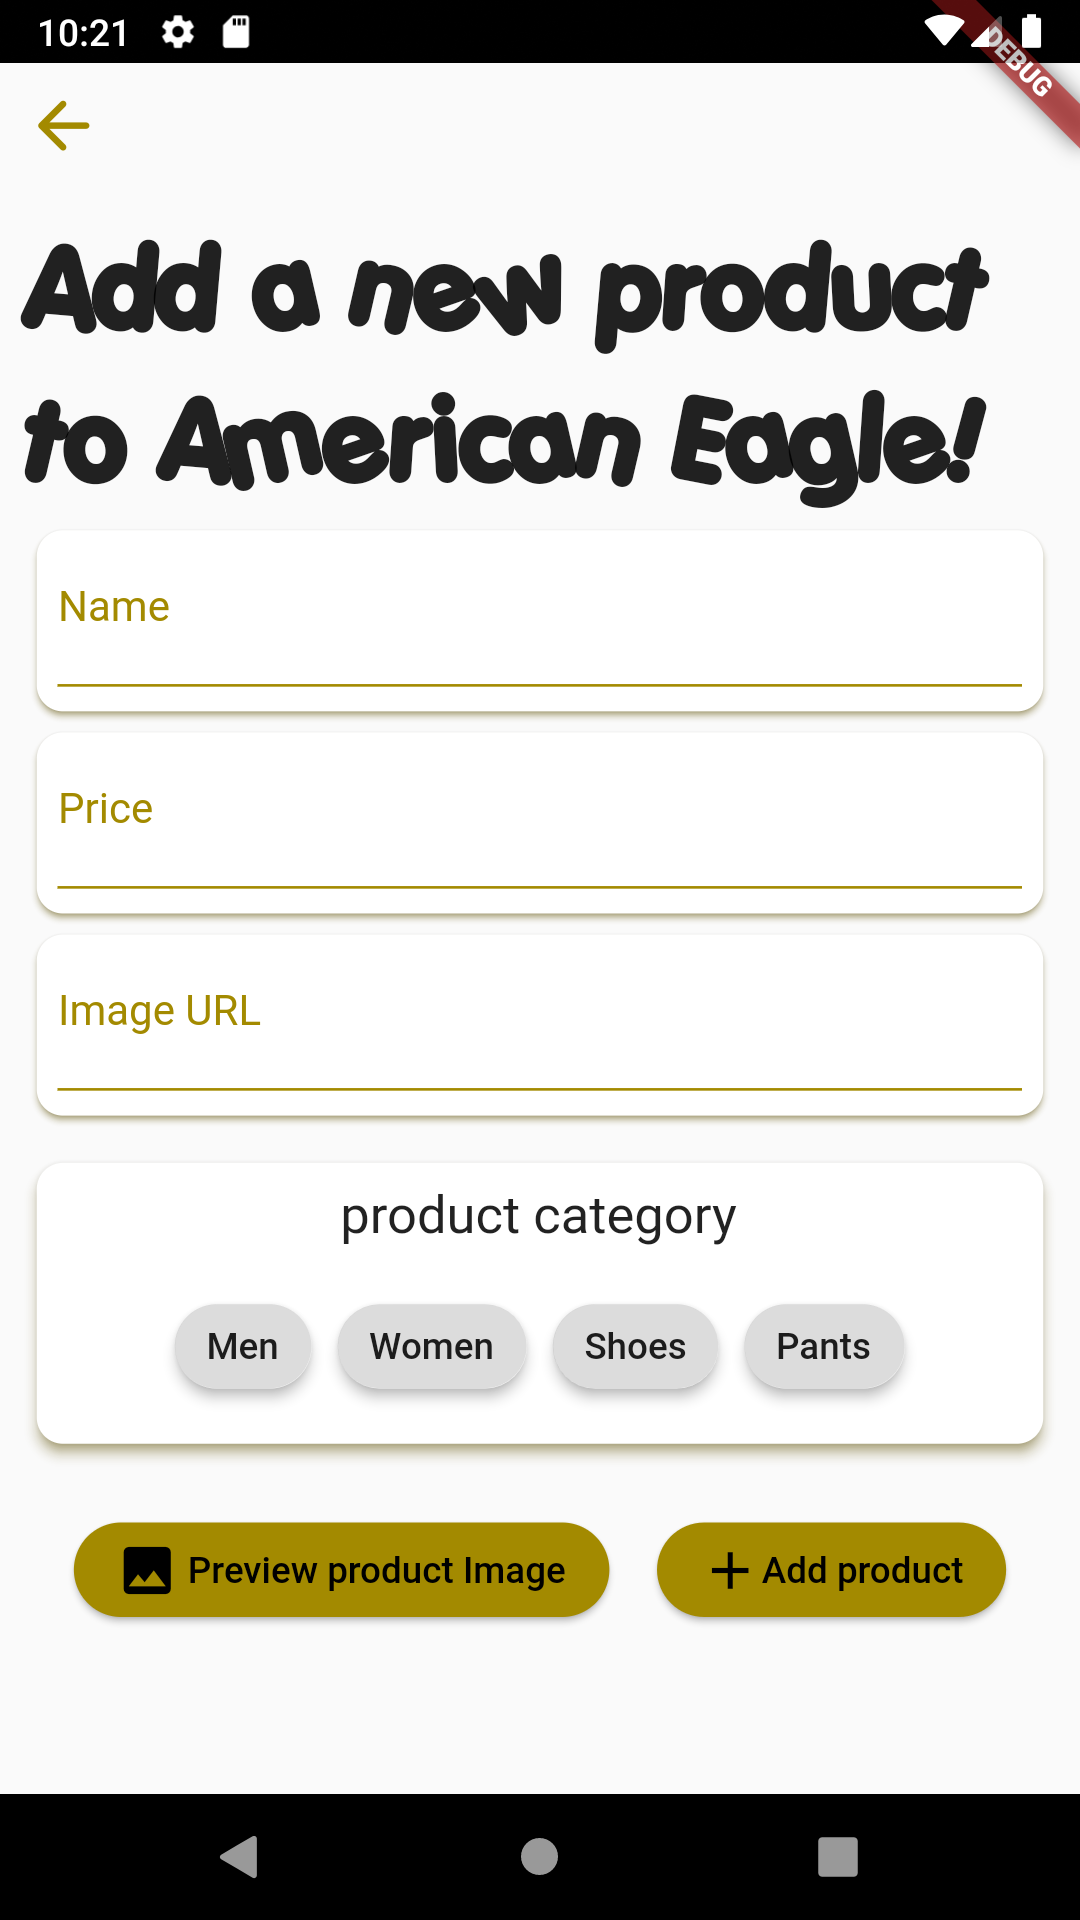 10:21
DEBUG
Add a new product
to American Eagle!
Name
Price
Image URL
product category
Men Women Shoes Pants
Preview product Image Add product